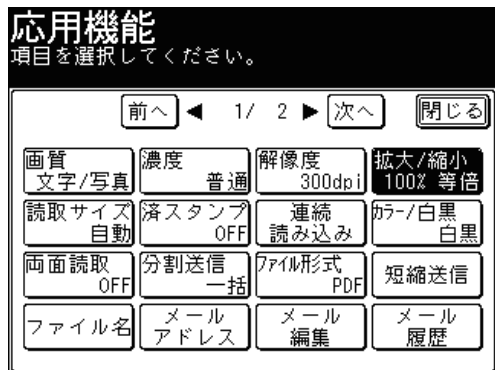 応用機能
項目を選択してください。
前へ ◀ 1/ 2 ▶ 次へ 閉じる
画質 濃度 解像度 拡大/縮小
文字/写真 普通 300dpi 100% 等倍
読取サイズ 済スタンプ 連続 ｶﾗｰ/白黒
自動 OFF 読み込み 白黒
両面読取 分割送信 ﾌｧｲﾙ形式 短縮送信
OFF 一括 PDF
ファイル名 メール メール メール
アドレス 編集 履歴